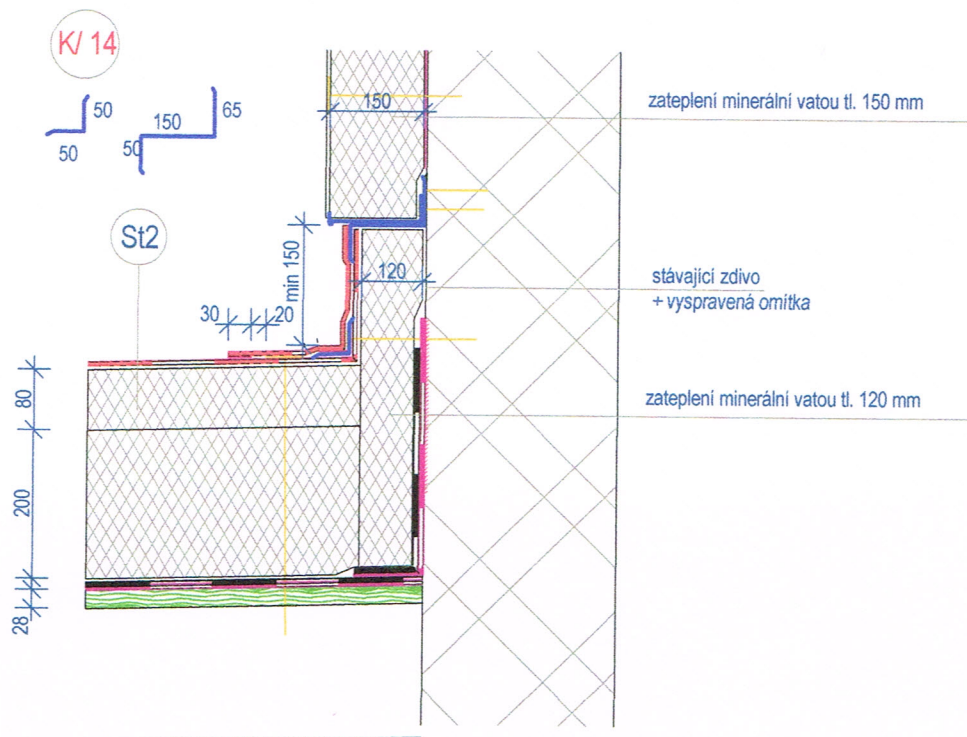 K/ 14
50
50
150
65
50
St2
150
zateplení minerální vatou tl. 150 mm
min 150
120
stávající zdivo
+ vyspravená omítka
30
20
zateplení minerální vatou tl. 120 mm
80
200
28